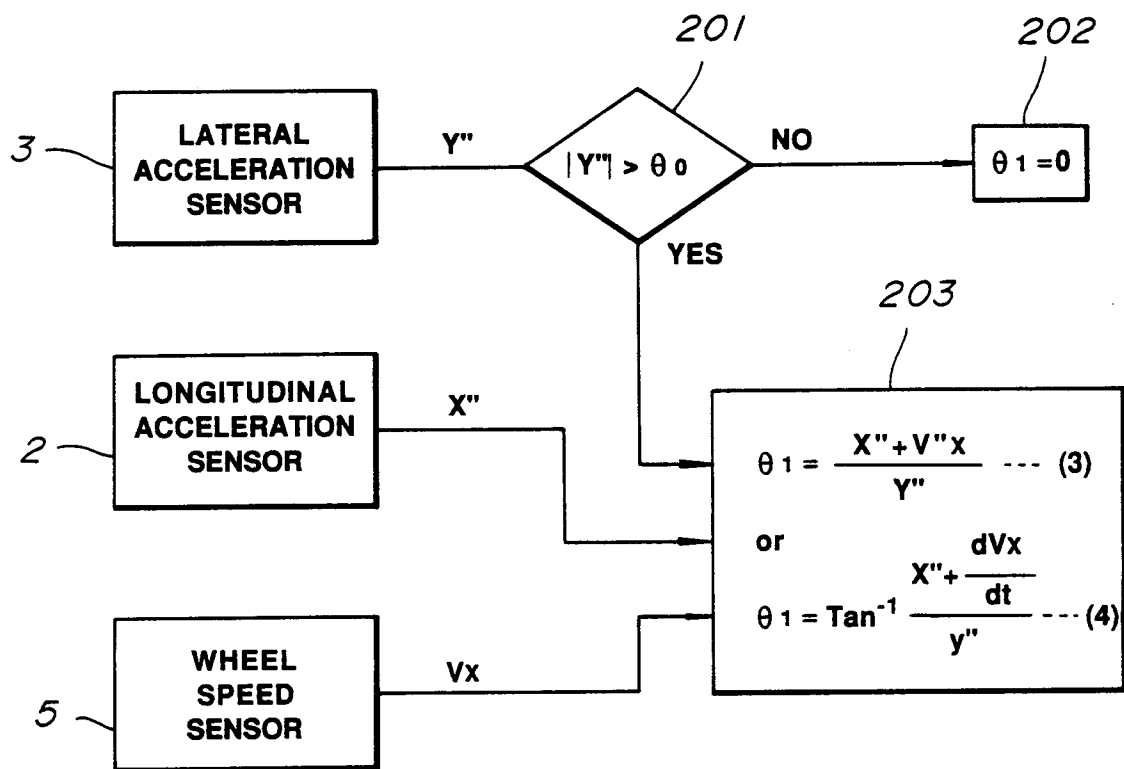 201
202
3
LATERAL
ACCELERATION
SENSOR
Y"
|Y"| > θ0
NO
θ1=0
YES
203
2
LONGITUDINAL
ACCELERATION
SENSOR
X"
θ1 = X"+V"x / Y" --- (3)
or
θ1 = Tan⁻¹ X"+ dVx/dt / y" --- (4)
5
WHEEL
SPEED
SENSOR
Vx